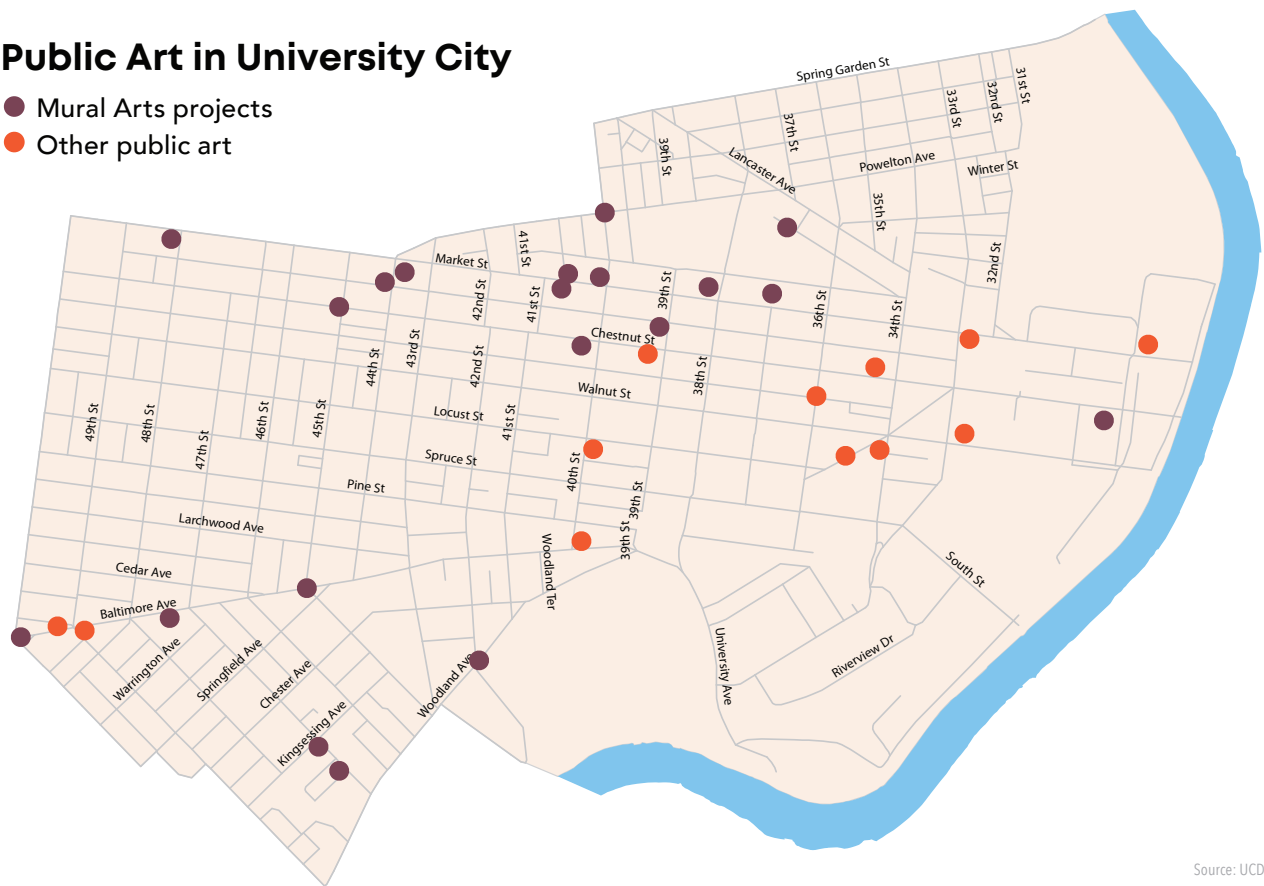 Public Art in University City
Mural Arts projects
Other public art
Spring Garden St
31st St
32nd St
33rd St
37th St
39th St
Lancaster Ave
Powelton Ave
Winter St
35th St
41st St
Market St
32nd St
39th St
42nd St
41st St
36th St
34th St
Chestnut St
43rd St
44th St
42nd St
38th St
Walnut St
Locust St
49th St
48th St
47th St
46th St
45th St
41st St
Spruce St
40th St
Pine St
39th St
Larchwood Ave
39th St
Woodland Ter
Cedar Ave
South St
Baltimore Ave
Warrington Ave
Springfield Ave
Chester Ave
Woodland Ave
University Ave
Riverview Dr
Kingsessing Ave
Source: UCD